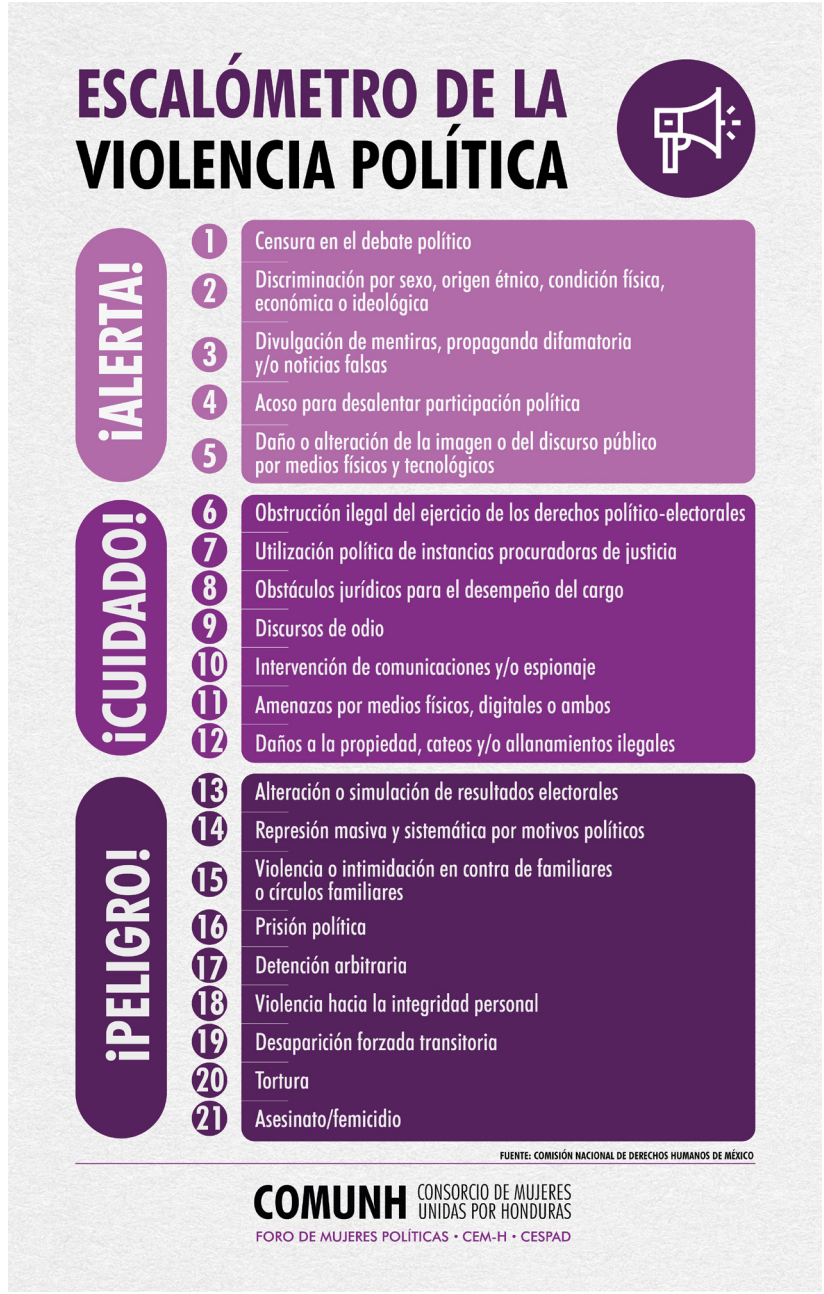 ESCALÓMETRO DE LA
VIOLENCIA POLÍTICA
¡ALERTA!
1 Censura en el debate político
2 Discriminación por sexo, origen étnico, condición física,
económica o ideológica
3 Divulgación de mentiras, propaganda difamatoria
y/o noticias falsas
4 Acoso para desalentar participación política
5 Daño o alteración de la imagen o del discurso público
por medios físicos y tecnológicos
¡CUIDADO!
6 Obstrucción ilegal del ejercicio de los derechos político-electorales
7 Utilización política de instancias procuradoras de justicia
8 Obstáculos jurídicos para el desempeño del cargo
9 Discursos de odio
10 Intervención de comunicaciones y/o espionaje
11 Amenazas por medios físicos, digitales o ambos
12 Daños a la propiedad, cateos y/o allanamientos ilegales
¡PELIGRO!
13 Alteración o simulación de resultados electorales
14 Represión masiva y sistemática por motivos políticos
15 Violencia o intimidación en contra de familiares
o círculos familiares
16 Prisión política
17 Detención arbitraria
18 Violencia hacia la integridad personal
19 Desaparición forzada transitoria
20 Tortura
21 Asesinato/femicidio
FUENTE: COMISIÓN NACIONAL DE DERECHOS HUMANOS DE MÉXICO
COMUNH CONSORCIO DE MUJERES
UNIDAS POR HONDURAS
FORO DE MUJERES POLÍTICAS • CEM-H • CESPAD